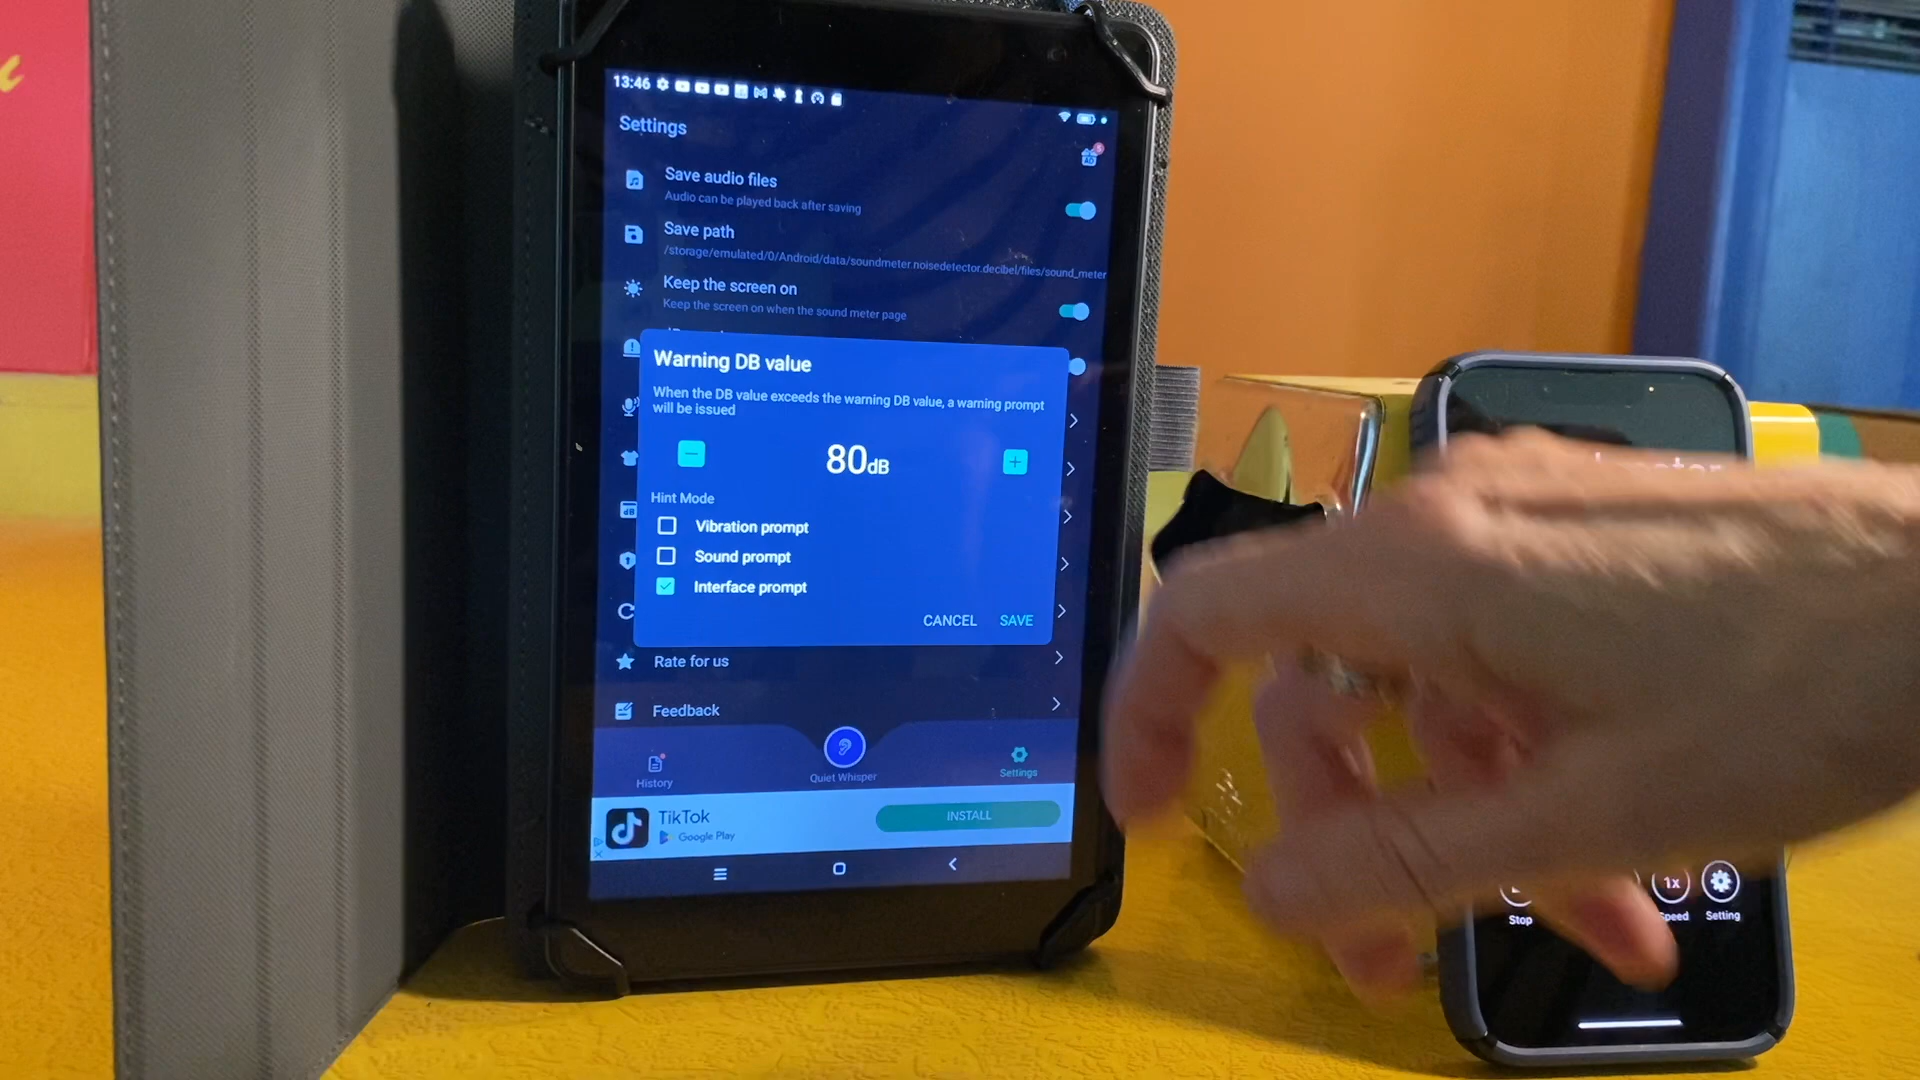 13:46
Settings
Save audio files
Audio can be played back after saving
Save path
/storage/emulated/0/Android/data/soundmeter.noisedetector.decibel/files/sound_meter
Keep the screen on
Keep the screen on when the sound meter page
Warning DB value
When the DB value exceeds the warning DB value, a warning prompt
will be issued
80dB
Hint Mode
Vibration prompt
Sound prompt
Interface prompt
CANCEL SAVE
Rate for us
Feedback
History
Quiet Whisper
Settings
TikTok
Google Play
INSTALL
1x
Stop
Speed
Setting